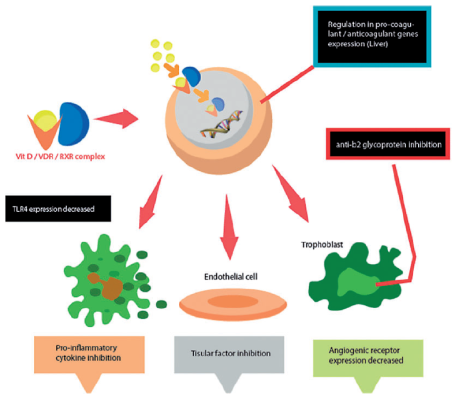 Regulation in pro-coagu-
lant / anticoagulant genes
expression (Liver)
Vit D / VDR / RXR complex
anti-b2 glycoprotein inhibition
TLR4 expression decreased
Trophoblast
Endothelial cell
Pro-inflammatory
cytokine inhibition
Tisular factor inhibition
Angiogenic receptor
expression decreased